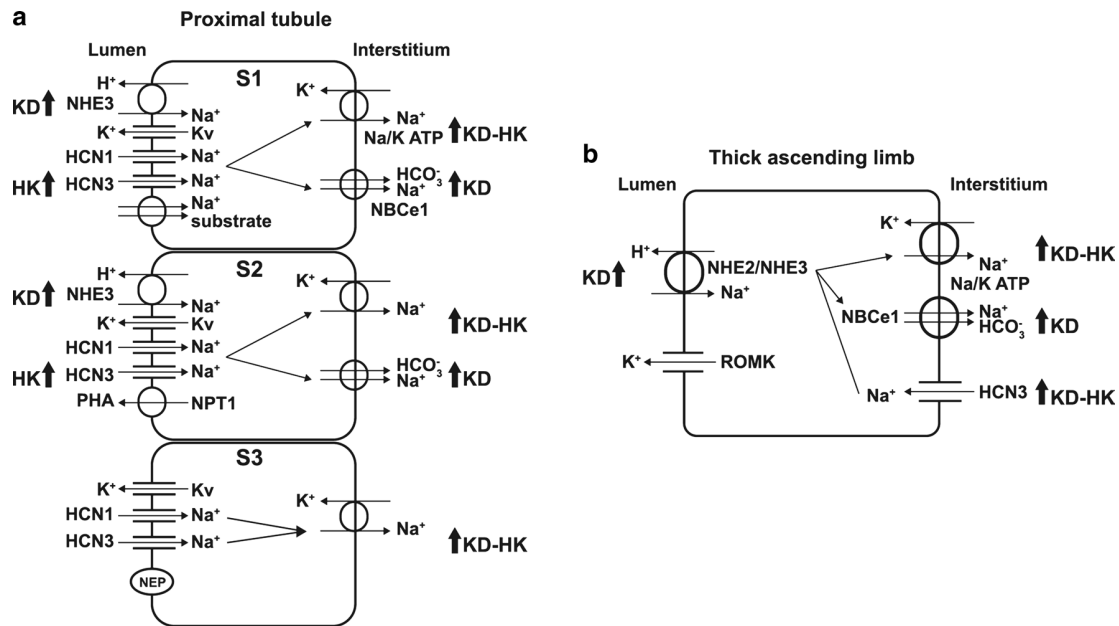 a
Proximal tubule
Lumen
Interstitium
S1
H⁺
KD
NHE3
Na⁺
K⁺
Kv
HCN1
Na⁺
HK
HCN3
Na⁺
Na⁺
substrate
K⁺
Na⁺
Na/K ATP
KD-HK
HCO₃⁻
Na⁺
KD
NBCe1
S2
H⁺
KD
NHE3
Na⁺
K⁺
Kv
HCN1
Na⁺
HK
HCN3
Na⁺
PHA
NPT1
K⁺
Na⁺
KD-HK
HCO₃⁻
Na⁺
KD
S3
K⁺
Kv
HCN1
Na⁺
HCN3
Na⁺
NEP
K⁺
Na⁺
KD-HK
b
Thick ascending limb
Lumen
Interstitium
H⁺
KD
NHE2/NHE3
Na⁺
K⁺
ROMK
K⁺
KD-HK
Na⁺
Na/K ATP
NBCe1
Na⁺
HCO₃⁻
KD
Na⁺
HCN3
KD-HK